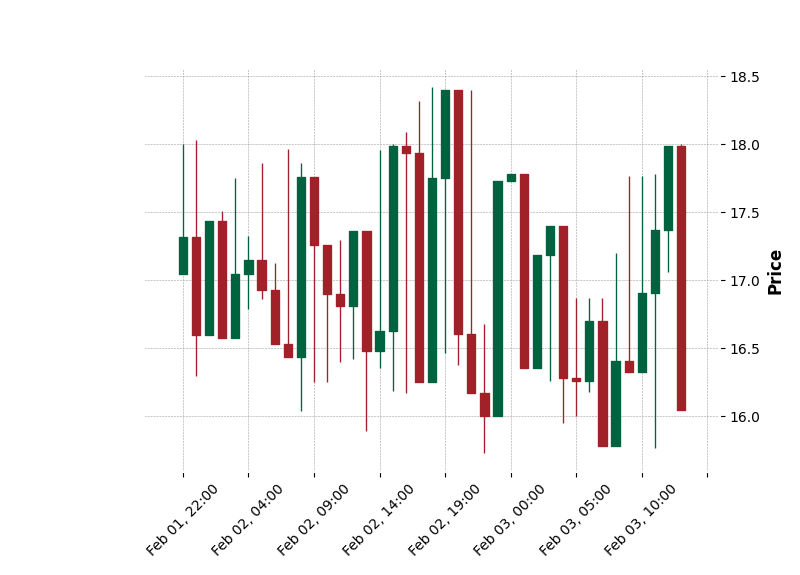 18.5
18.0
17.5
17.0
16.5
16.0
Price
Feb 01, 22:00
Feb 02, 04:00
Feb 02, 09:00
Feb 02, 14:00
Feb 02, 19:00
Feb 03, 00:00
Feb 03, 05:00
Feb 03, 10:00